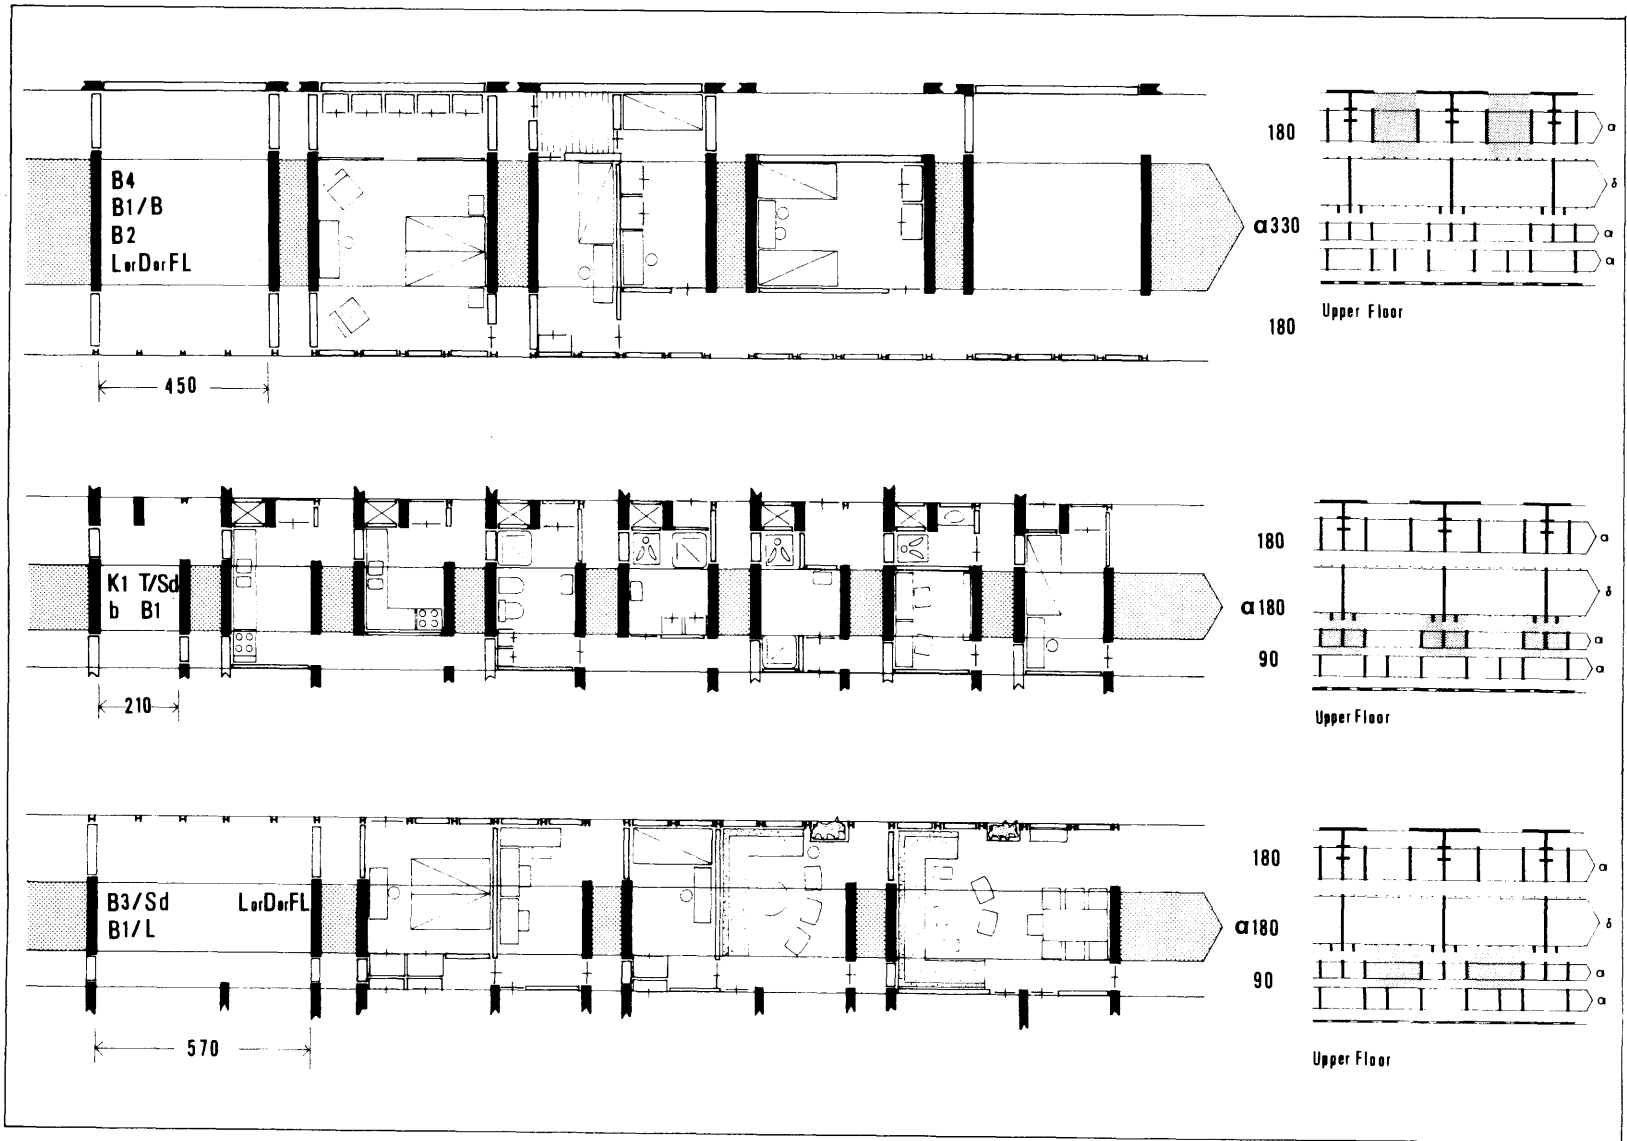 B4
B1/B
B2
LorDorFL
450
180
α330
180
α
δ
α
α
Upper Floor
K1 T/Sd
b B1
210
180
α180
90
α
δ
α
α
Upper Floor
B3/Sd LorDorFL
B1/L
570
180
α180
90
α
δ
α
α
Upper Floor